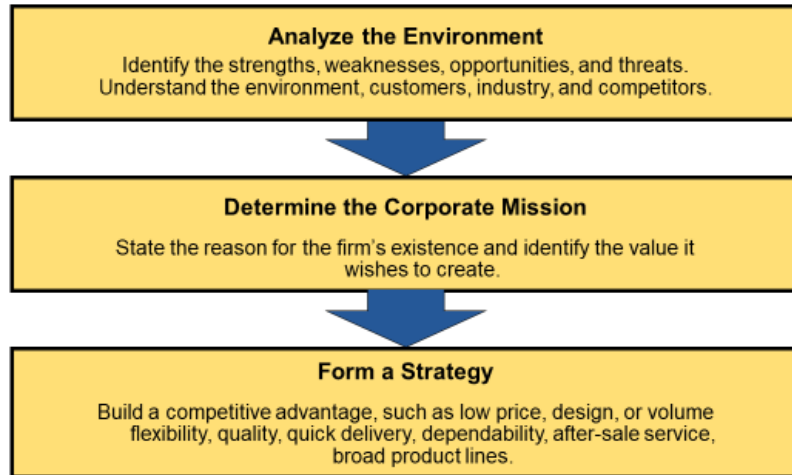 Analyze the Environment
Identify the strengths, weaknesses, opportunities, and threats.
Understand the environment, customers, industry, and competitors.
Determine the Corporate Mission
State the reason for the firm's existence and identify the value it
wishes to create.
Form a Strategy
Build a competitive advantage, such as low price, design, or volume
flexibility, quality, quick delivery, dependability, after-sale service,
broad product lines.